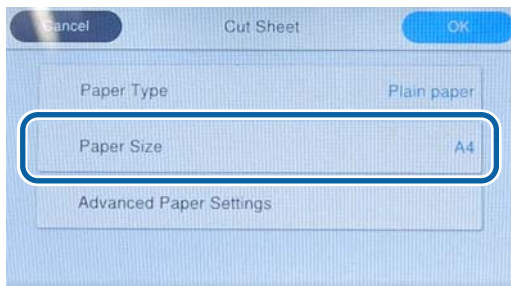 Cancel Cut Sheet OK
Paper Type Plain paper
Paper Size A4
Advanced Paper Settings